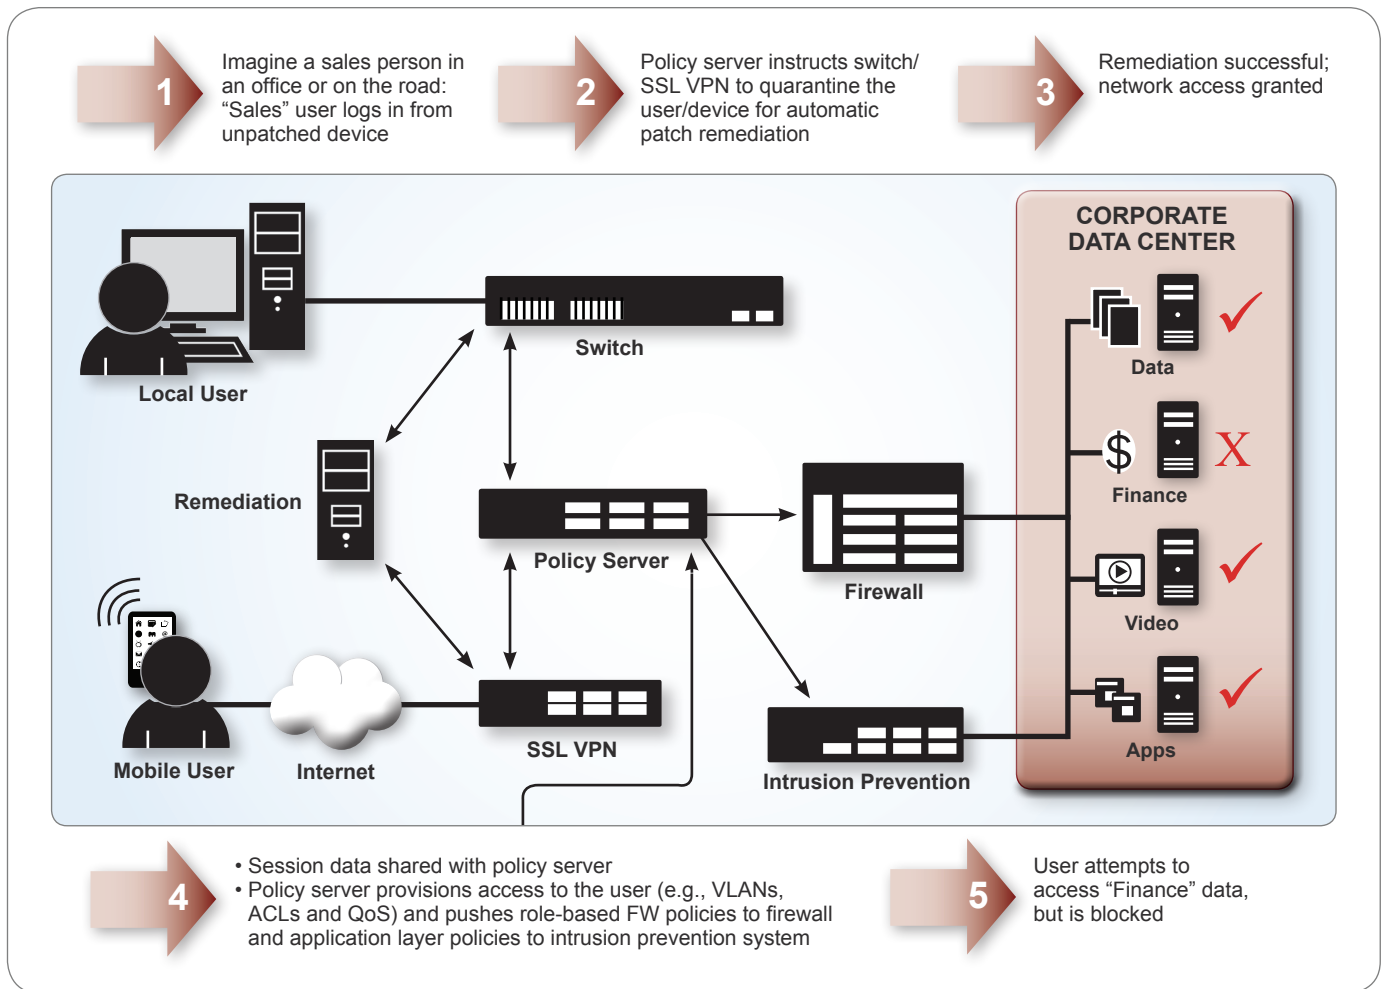 1
Imagine a sales person in
an office or on the road:
“Sales” user logs in from
unpatched device
2
Policy server instructs switch/
SSL VPN to quarantine the
user/device for automatic
patch remediation
3
Remediation successful;
network access granted
CORPORATE
DATA CENTER
Local User
Switch
Data
$
X
Finance
Remediation
Policy Server
Firewall
Video
Mobile User
Internet
SSL VPN
Intrusion Prevention
Apps
4
• Session data shared with policy server
• Policy server provisions access to the user (e.g., VLANs,
ACLs and QoS) and pushes role-based FW policies to firewall
and application layer policies to intrusion prevention system
5
User attempts to
access “Finance” data,
but is blocked